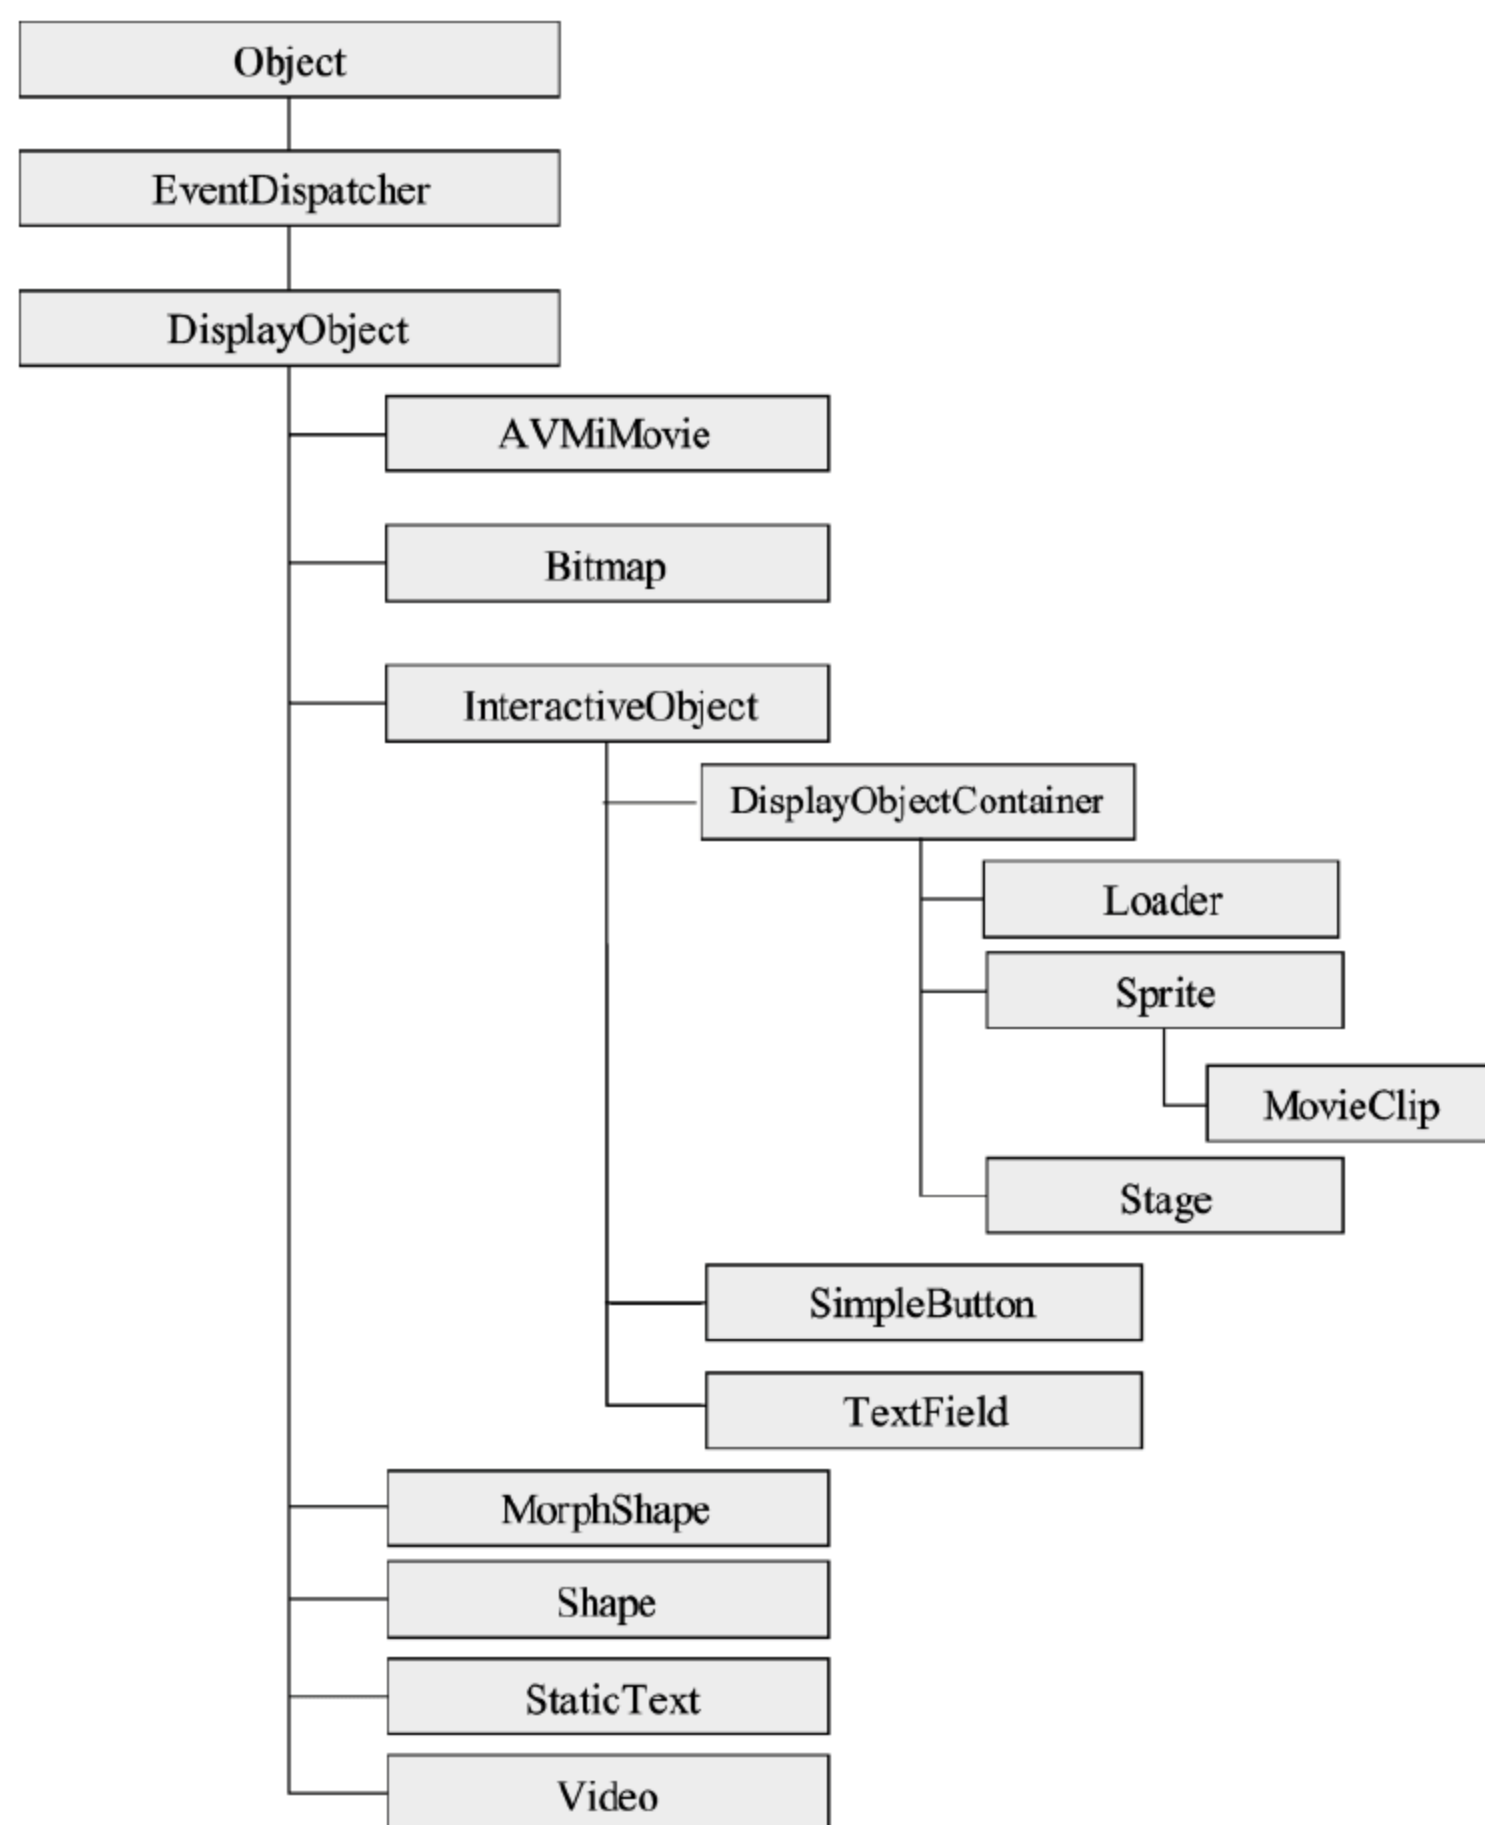 Object
EventDispatcher
DisplayObject
AVMiMovie
Bitmap
InteractiveObject
DisplayObjectContainer
Loader
Sprite
MovieClip
Stage
SimpleButton
TextField
MorphShape
Shape
StaticText
Video